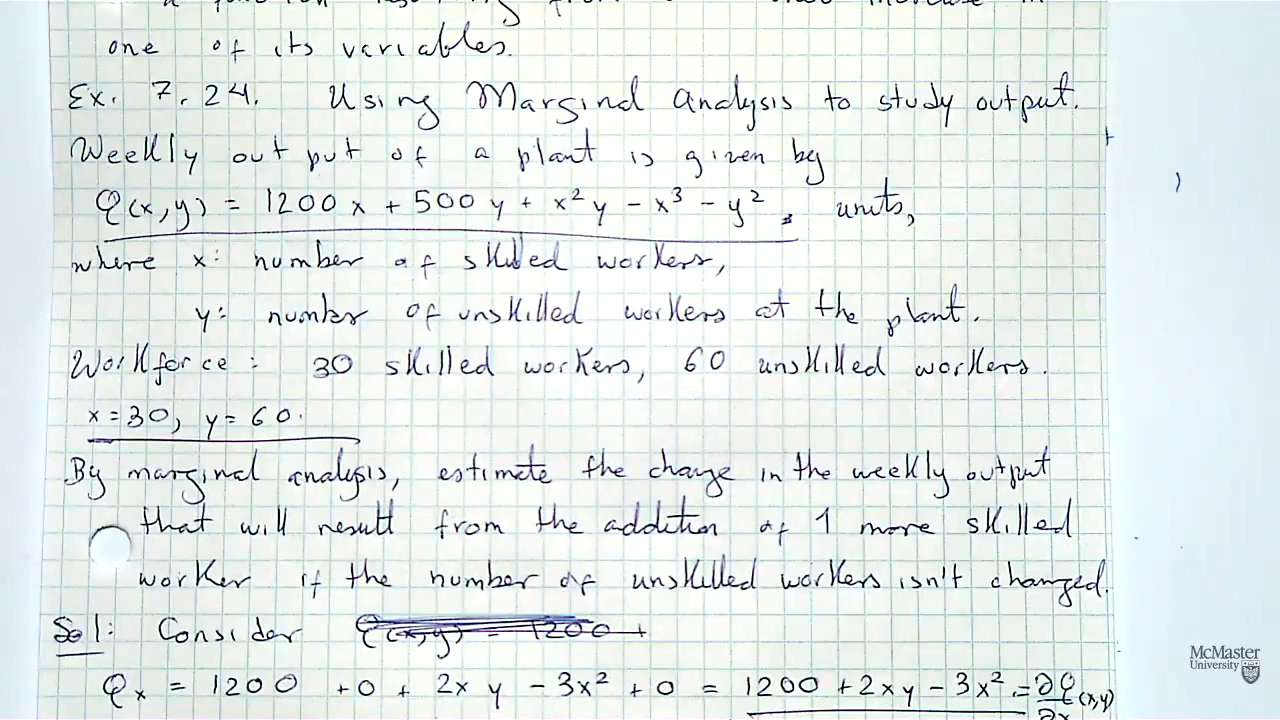 one of its variables.
Ex. 7.24. Using Marginal Analysis to study output.
Weekly output of a plant is given by
Q(x,y) = 1200x + 500y + x²y - x³ - y², units,
where x: number of skilled workers,
y: number of unskilled workers at the plant.
Workforce: 30 skilled workers, 60 unskilled workers.
x=30, y=60.
By marginal analysis, estimate the change in the weekly output
that will result from the addition of 1 more skilled
worker if the number of unskilled workers isn't changed.
Sol: Consider
Qx = 1200 + 0 + 2xy - 3x² + 0 = 1200 + 2xy - 3x² = ∂Q/∂x (x,y)
McMaster
University